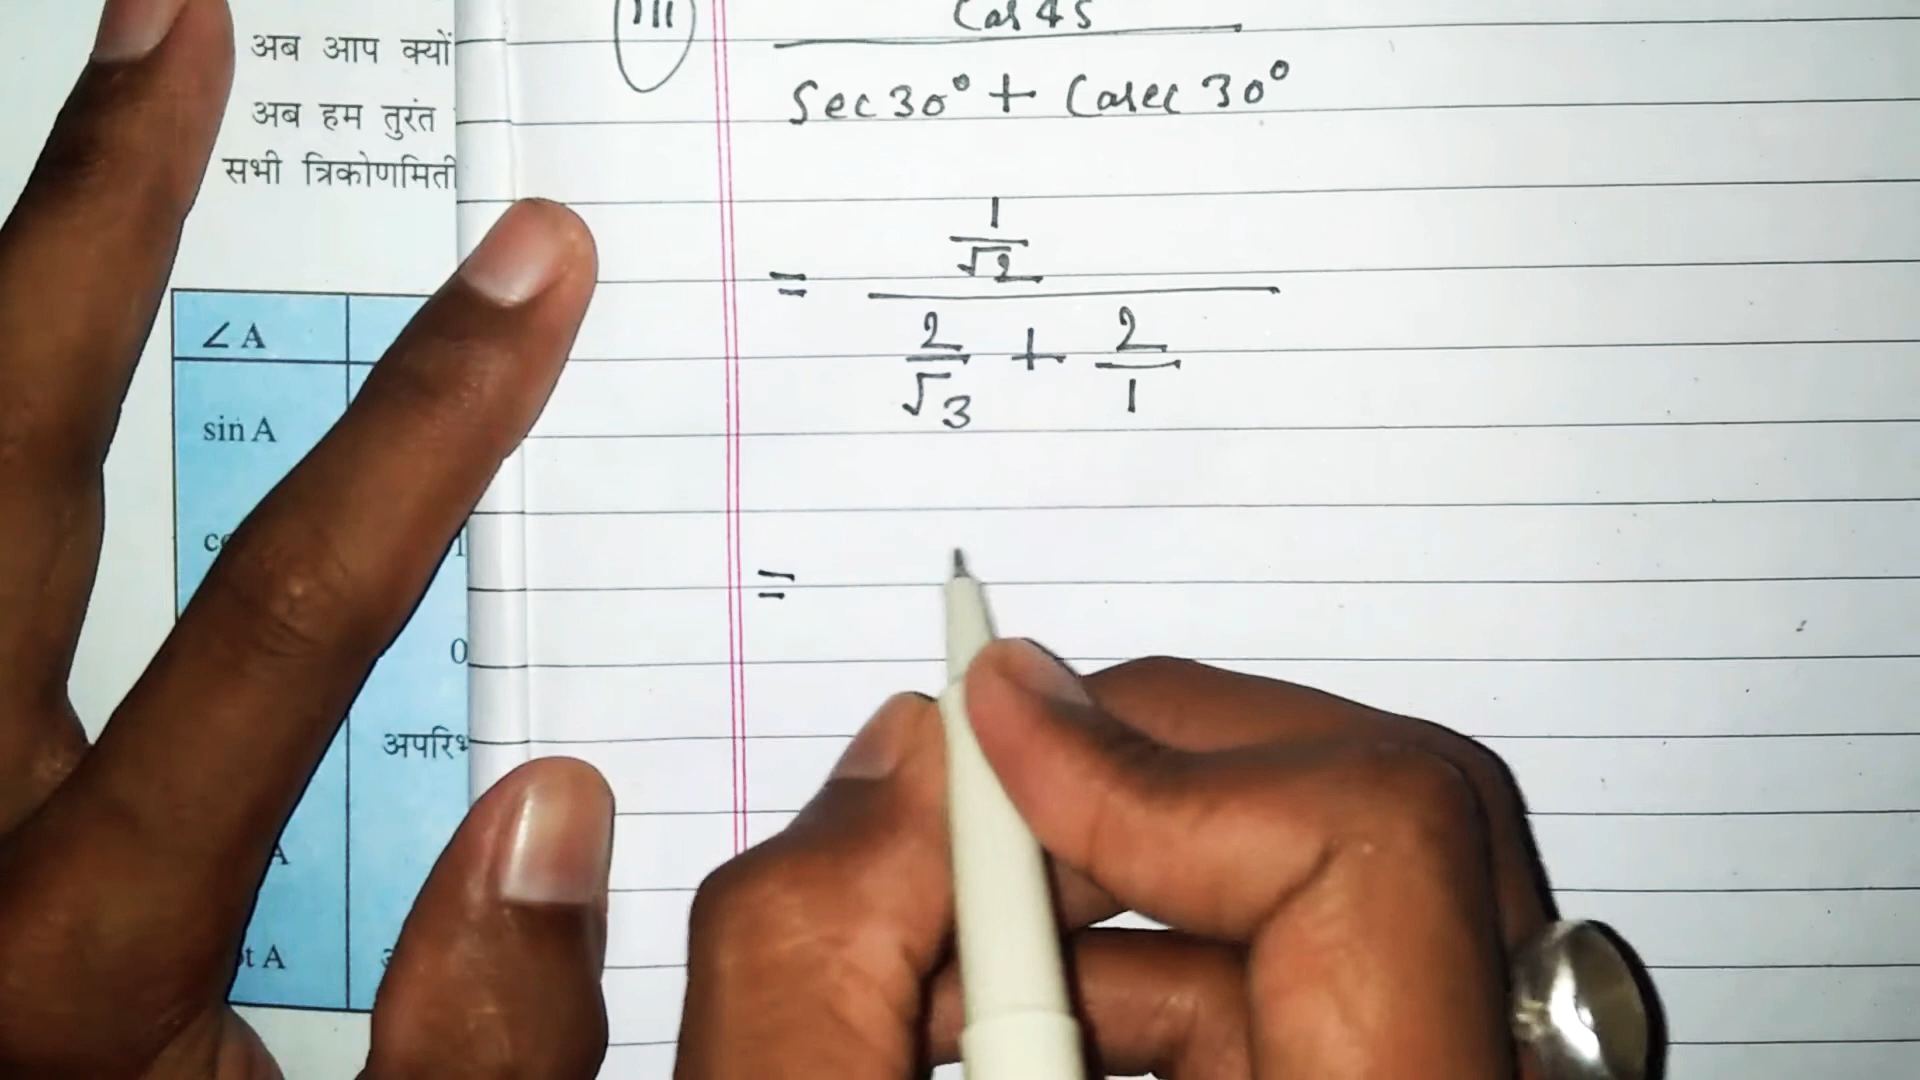 अब आप क्यों
अब हम तुरंत
सभी त्रिकोणमिती
∠A
sin A
0
अपरिभ
A
t A
III
Cos 45
Sec 30° + Cosec 30°
= 1/√2 / 2/√3 + 2/1
=